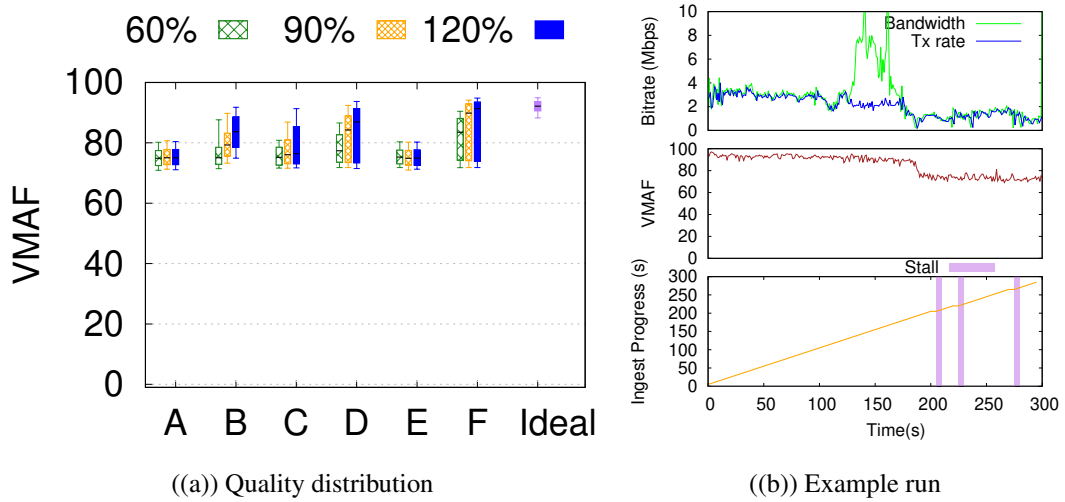 60% 90% 120%
VMAF
100
80
60
40
20
0
A B C D E F Ideal
((a)) Quality distribution
Bitrate (Mbps)
10
8
6
4
2
0
Bandwidth
Tx rate
VMAF
100
80
60
40
20
0
Stall
Ingest Progress (s)
300
250
200
150
100
50
0
0 50 100 150 200 250 300
Time(s)
((b)) Example run